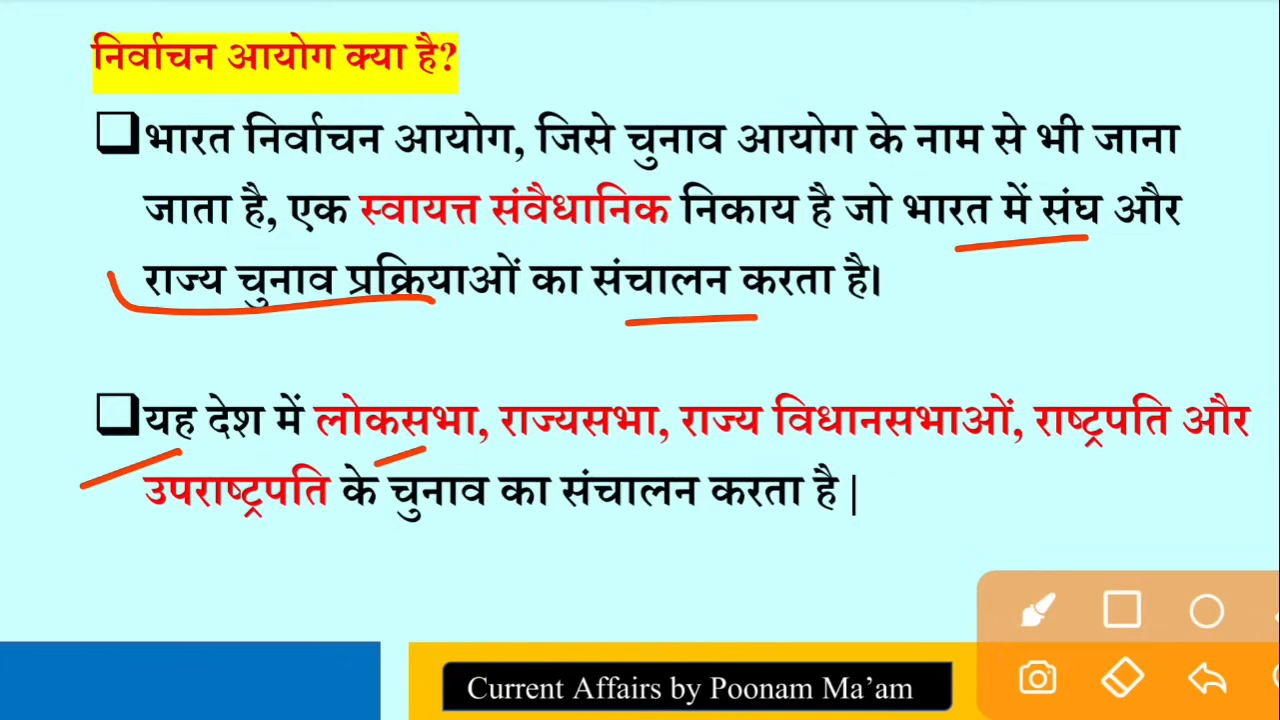 निर्वाचन आयोग क्या है?
भारत निर्वाचन आयोग, जिसे चुनाव आयोग के नाम से भी जाना
जाता है, एक स्वायत्त संवैधानिक निकाय है जो भारत में संघ और
राज्य चुनाव प्रक्रियाओं का संचालन करता है।
यह देश में लोकसभा, राज्यसभा, राज्य विधानसभाओं, राष्ट्रपति और
उपराष्ट्रपति के चुनाव का संचालन करता है |
Current Affairs by Poonam Ma’am